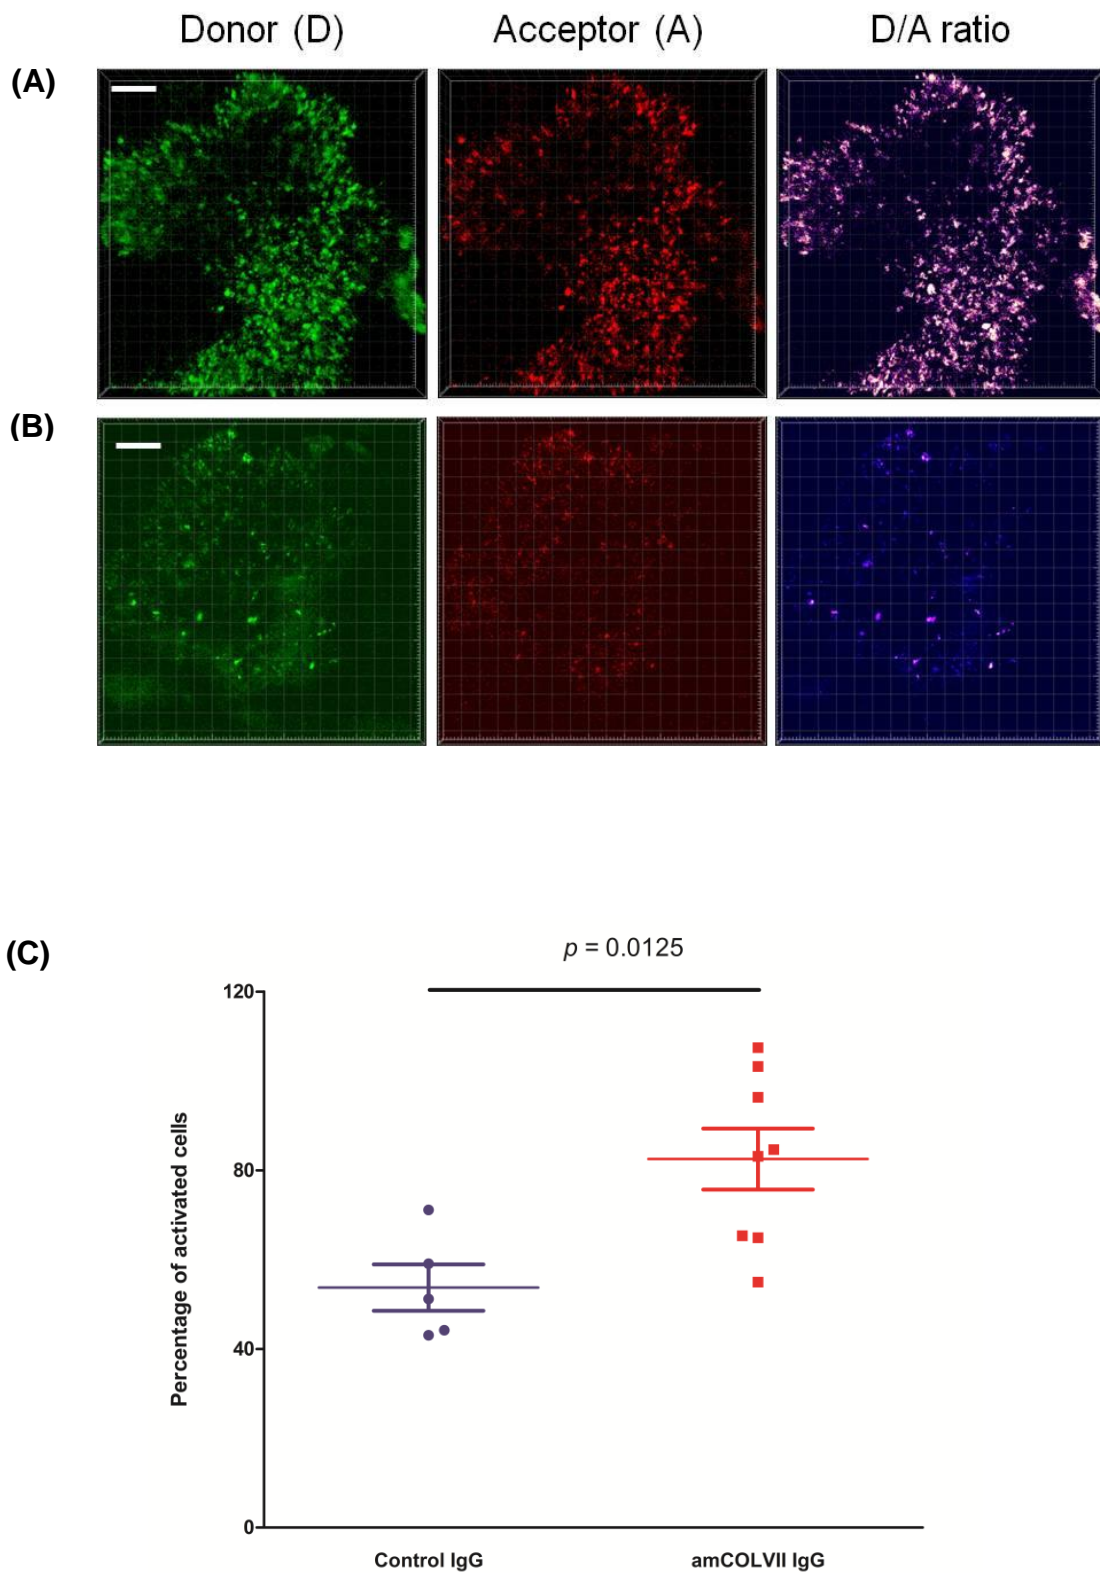 Donor (D) Acceptor (A) D/A ratio
(A)
(B)
(C)
p = 0.0125
120
80
40
0
Percentage of activated cells
Control IgG amCOLVII IgG